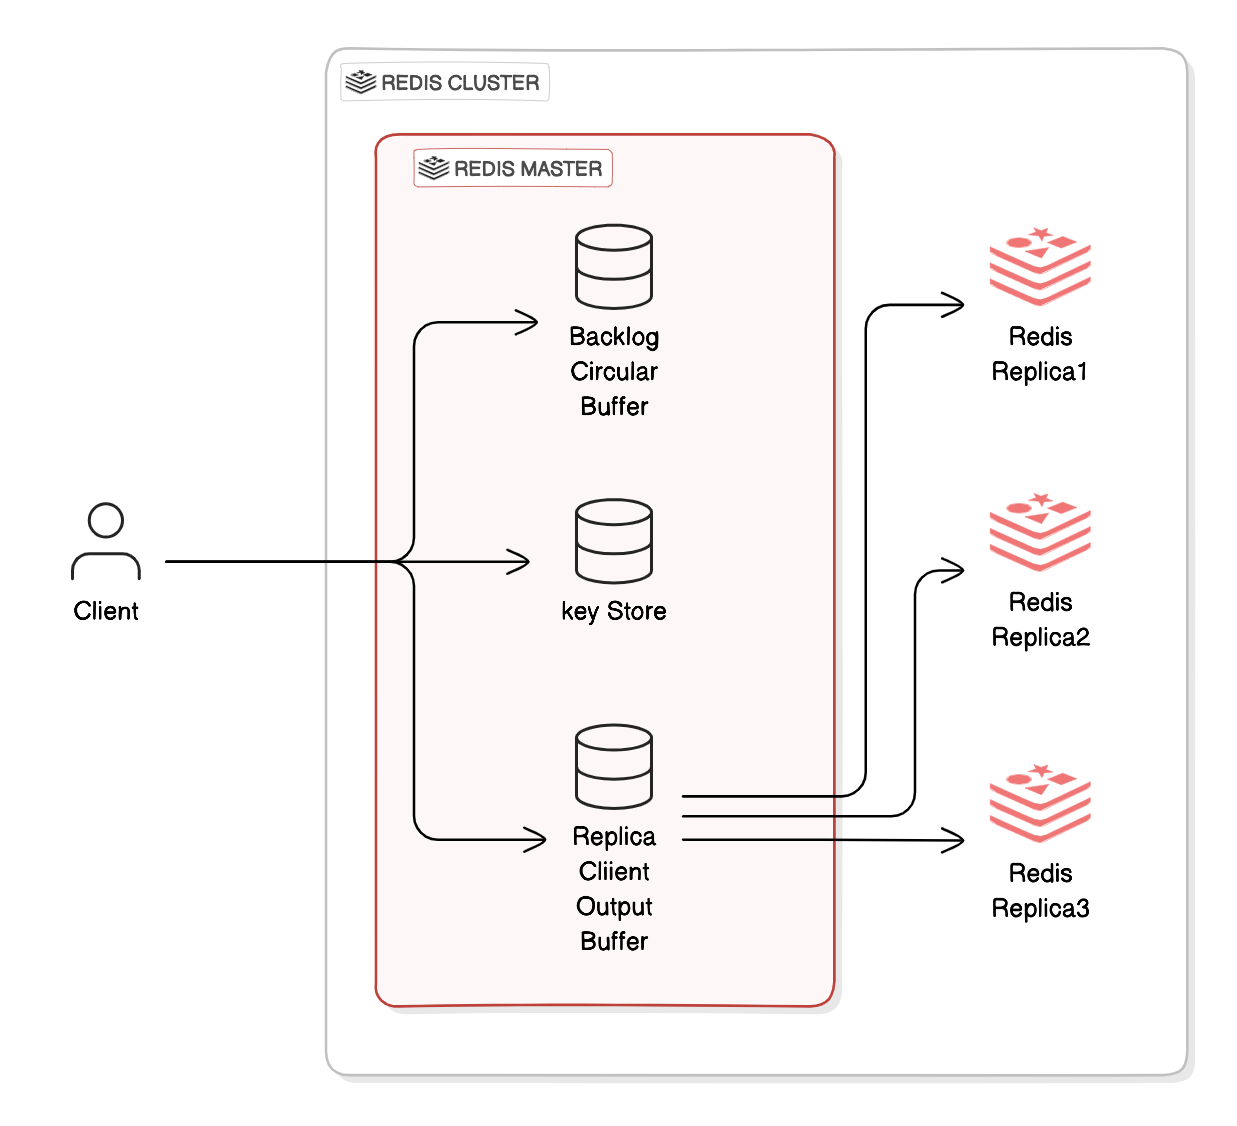 REDIS CLUSTER
REDIS MASTER
Backlog
Circular
Buffer
Redis
Replica1
Client
key Store
Redis
Replica2
Replica
Cliient
Output
Buffer
Redis
Replica3